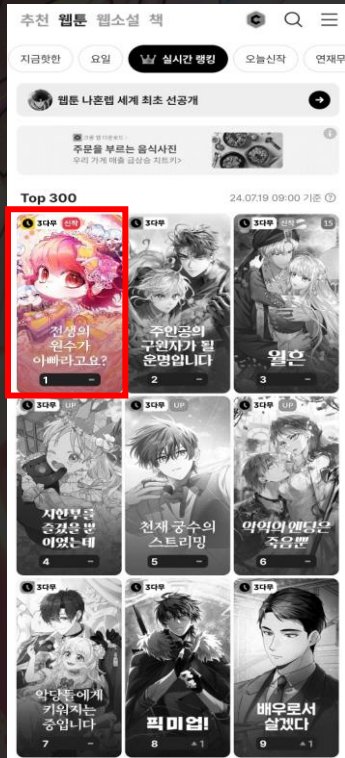 추천 웹툰 웹소설 책
지금핫한 요일 실시간 랭킹 오늘신작 연재무
웹툰 나혼렙 세계 최초 선공개
주문을 부르는 음식사진
우리 가게 매출 급상승 치트키>
Top 300
24.07.19 09:00 기준
3다무 신작
전생의
원수가
아빠라고요?
1
3다무
주인공의
구원자가 될
운명입니다
2
3다무 신작 15
월흔
3
3다무 UP
시한부를
즐겼을 뿐
이었는데
4
3다무
천재 궁수의
스트리밍
5
3다무 UP
악역의 엔딩은
죽음뿐
6
3다무
악당들에게
키워지는
중입니다
7
3다무
픽미업!
8 ▲1
3다무
배우로서
살겠다
9 ▲1